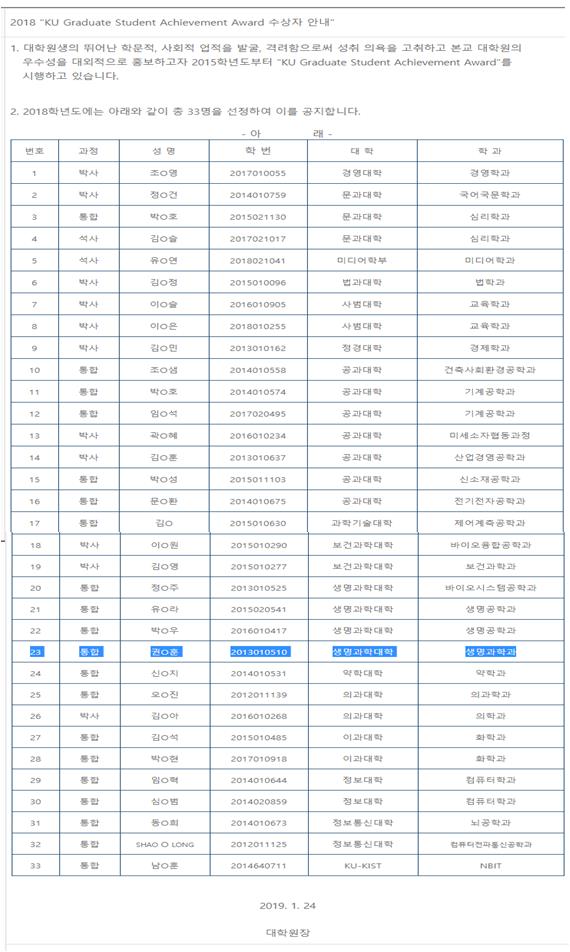 2018 "KU Graduate Student Achievement Award 수상자 안내"
1. 대학원생의 뛰어난 학문적, 사회적 업적을 발굴, 격려함으로써 성취 의욕을 고취하고 본교 대학원의
우수성을 대외적으로 홍보하고자 2015학년도부터 "KU Graduate Student Achievement Award"를
시행하고 있습니다.
2. 2018학년도에는 아래와 같이 총 33명을 선정하여 이를 공지합니다.
- 아 래 -
번호 과정 성 명 학 번 대 학 학 과
1 박사 조O영 2017010055 경영대학 경영학과
2 박사 정O건 2014010759 문과대학 국어국문학과
3 통합 박O호 2015021130 문과대학 심리학과
4 석사 김O슬 2017021017 문과대학 심리학과
5 석사 유O연 2018021041 미디어학부 미디어학과
6 박사 김O정 2015010096 법과대학 법학과
7 박사 이O슬 2016010905 사범대학 교육학과
8 박사 이O은 2018010255 사범대학 교육학과
9 박사 김O민 2013010162 정경대학 경제학과
10 통합 조O샘 2014010558 공과대학 건축사회환경공학과
11 통합 박O호 2014010574 공과대학 기계공학과
12 통합 임O석 2017020495 공과대학 기계공학과
13 박사 곽O혜 2016010234 공과대학 미세소자협동과정
14 박사 김O훈 2013010637 공과대학 산업경영공학과
15 통합 박O성 2015011103 공과대학 신소재공학과
16 통합 문O환 2014010675 공과대학 전기전자공학과
17 통합 김O 2015010630 과학기술대학 제어계측공학과
18 박사 이O원 2015010290 보건과학대학 바이오융합공학과
19 박사 김O영 2015010277 보건과학대학 보건과학과
20 통합 정O주 2013010525 생명과학대학 바이오시스템공학과
21 통합 유O라 2015020541 생명과학대학 생명공학과
22 통합 박O우 2016010417 생명과학대학 생명공학과
23 통합 권O훈 2013010510 생명과학대학 생명과학과
24 통합 신O지 2014010531 약학대학 약학과
25 통합 오O진 2012011139 의과대학 의과학과
26 박사 김O아 2016010268 의과대학 의학과
27 통합 김O석 2015010485 이과대학 화학과
28 통합 박O현 2017010918 이과대학 화학과
29 통합 임O혁 2014010644 정보대학 컴퓨터학과
30 통합 심O범 2014020859 정보대학 컴퓨터학과
31 통합 동O희 2014010673 정보통신대학 뇌공학과
32 통합 SHAO O LONG 2012011125 정보통신대학 컴퓨터전파통신공학과
33 통합 남O훈 2014640711 KU-KIST NBIT
2019. 1. 24
대학원장